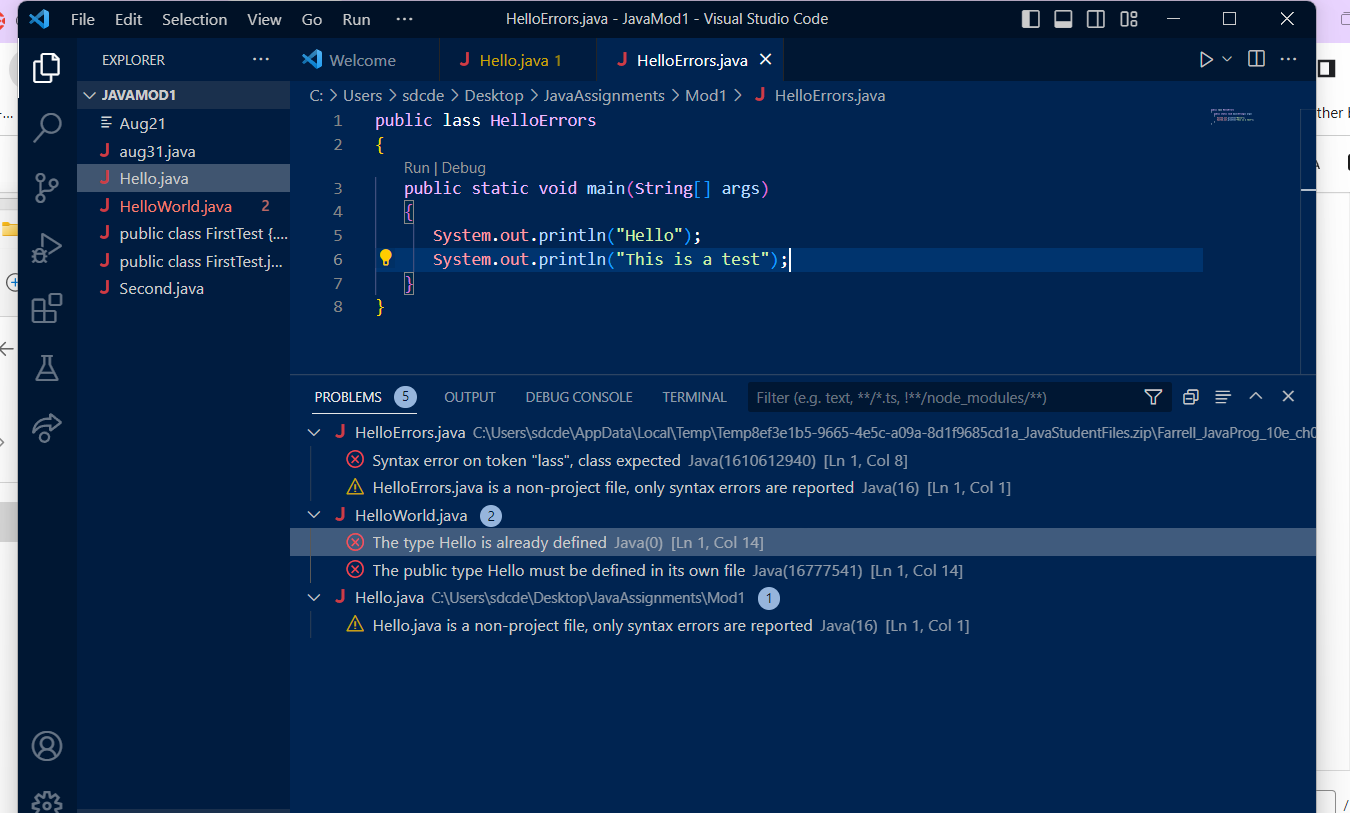 File Edit Selection View Go Run ··· HelloErrors.java - JavaMod1 - Visual Studio Code
EXPLORER ··· Welcome Hello.java 1 HelloErrors.java
JAVAMOD1
Aug21
aug31.java
Hello.java
HelloWorld.java 2
public class FirstTest {....
public class FirstTest.j...
Second.java
C: > Users > sdcde > Desktop > JavaAssignments > Mod1 > HelloErrors.java
1 public lass HelloErrors
2 {
Run | Debug
3 public static void main(String[] args)
4 {
5 System.out.println("Hello");
6 System.out.println("This is a test");
7 }
8 }
PROBLEMS 5 OUTPUT DEBUG CONSOLE TERMINAL Filter (e.g. text, **/*.ts, !**/node_modules/**)
HelloErrors.java C:\Users\sdcde\AppData\Local\Temp\Temp8ef3e1b5-9665-4e5c-a09a-8d1f9685cd1a_JavaStudentFiles.zip\Farrell_JavaProg_10e_ch0
Syntax error on token "lass", class expected Java(1610612940) [Ln 1, Col 8]
HelloErrors.java is a non-project file, only syntax errors are reported Java(16) [Ln 1, Col 1]
HelloWorld.java 2
The type Hello is already defined Java(0) [Ln 1, Col 14]
The public type Hello must be defined in its own file Java(16777541) [Ln 1, Col 14]
Hello.java C:\Users\sdcde\Desktop\JavaAssignments\Mod1 1
Hello.java is a non-project file, only syntax errors are reported Java(16) [Ln 1, Col 1]
ther